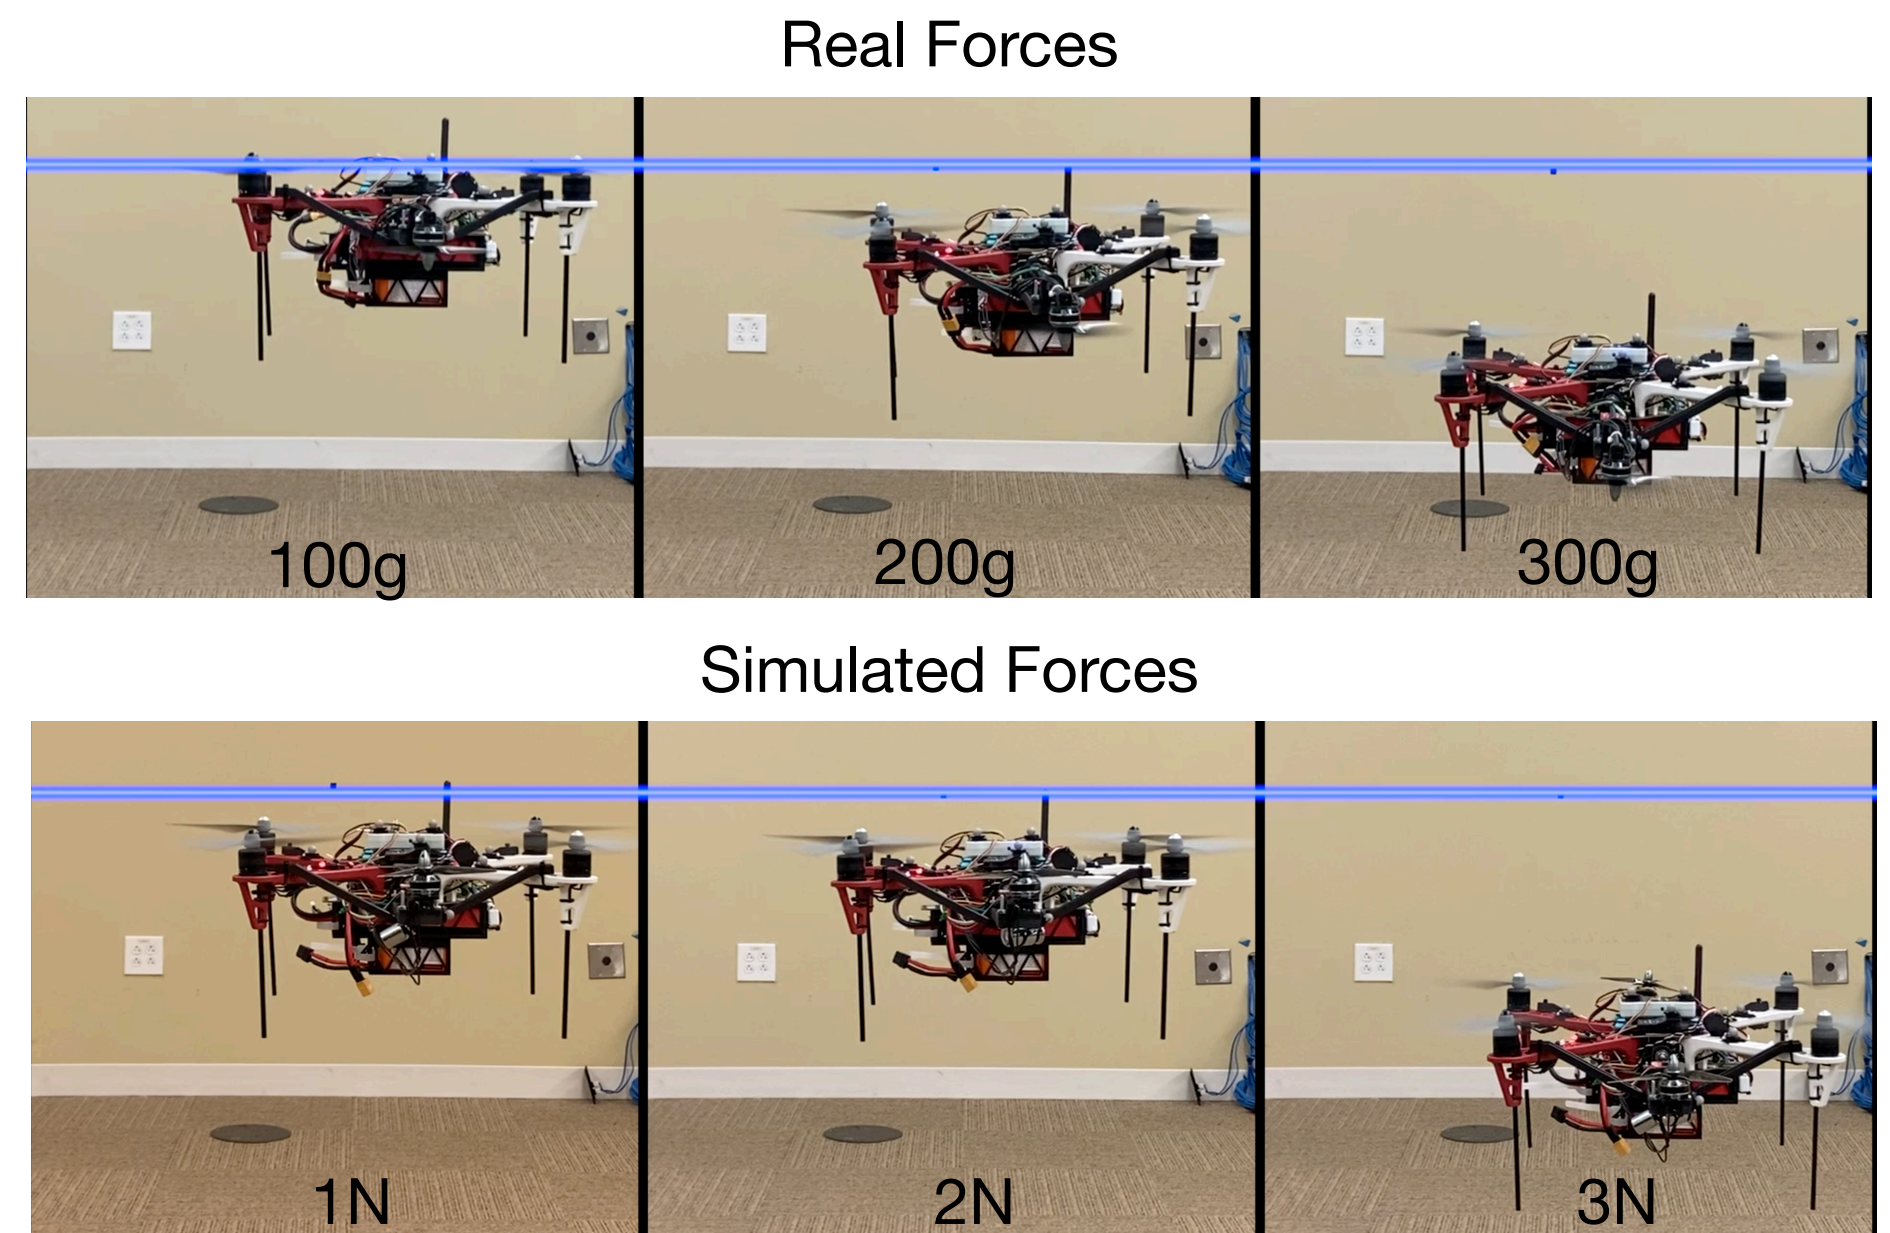 Real Forces
100g
200g
300g
Simulated Forces
1N
2N
3N